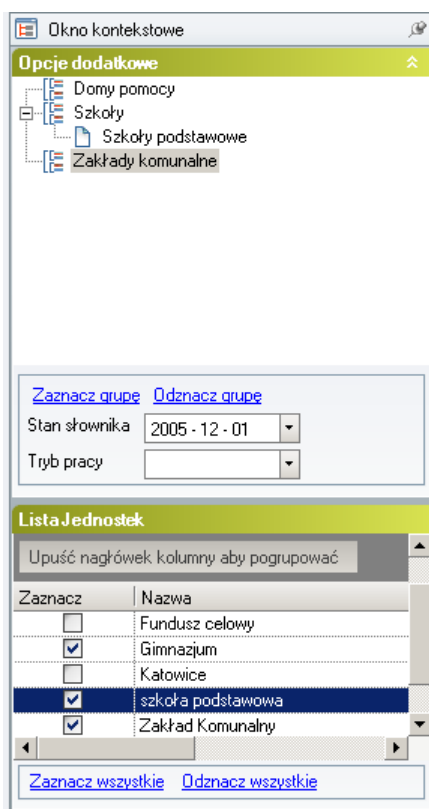 Okno kontekstowe
Opcje dodatkowe
Domy pomocy
Szkoły
Szkoły podstawowe
Zakłady komunalne
Zaznacz grupę Odznacz grupę
Stan słownika 2005 - 12 - 01
Tryb pracy
Lista Jednostek
Upuść nagłówek kolumny aby pogrupować
Zaznacz Nazwa
Fundusz celowy
Gimnazjum
Katowice
szkoła podstawowa
Zakład Komunalny
Zaznacz wszystkie Odznacz wszystkie